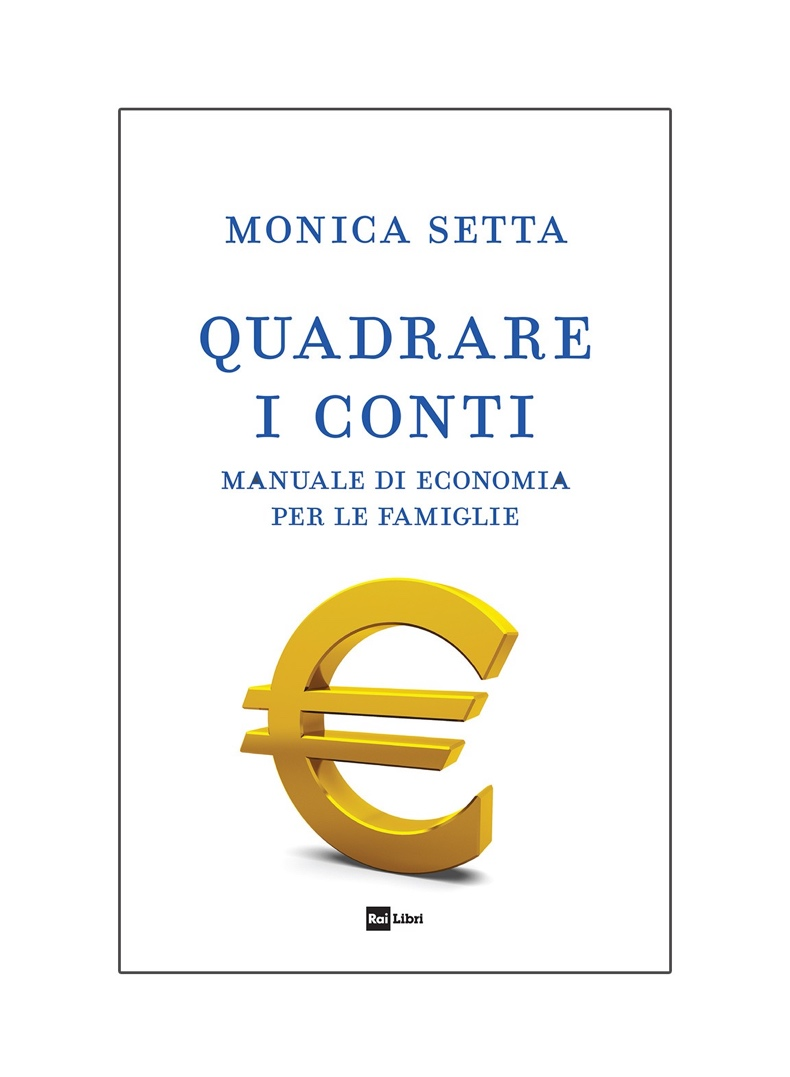 MONICA SETTA
QUADRARE
I CONTI
MANUALE DI ECONOMIA
PER LE FAMIGLIE
€
Rai Libri